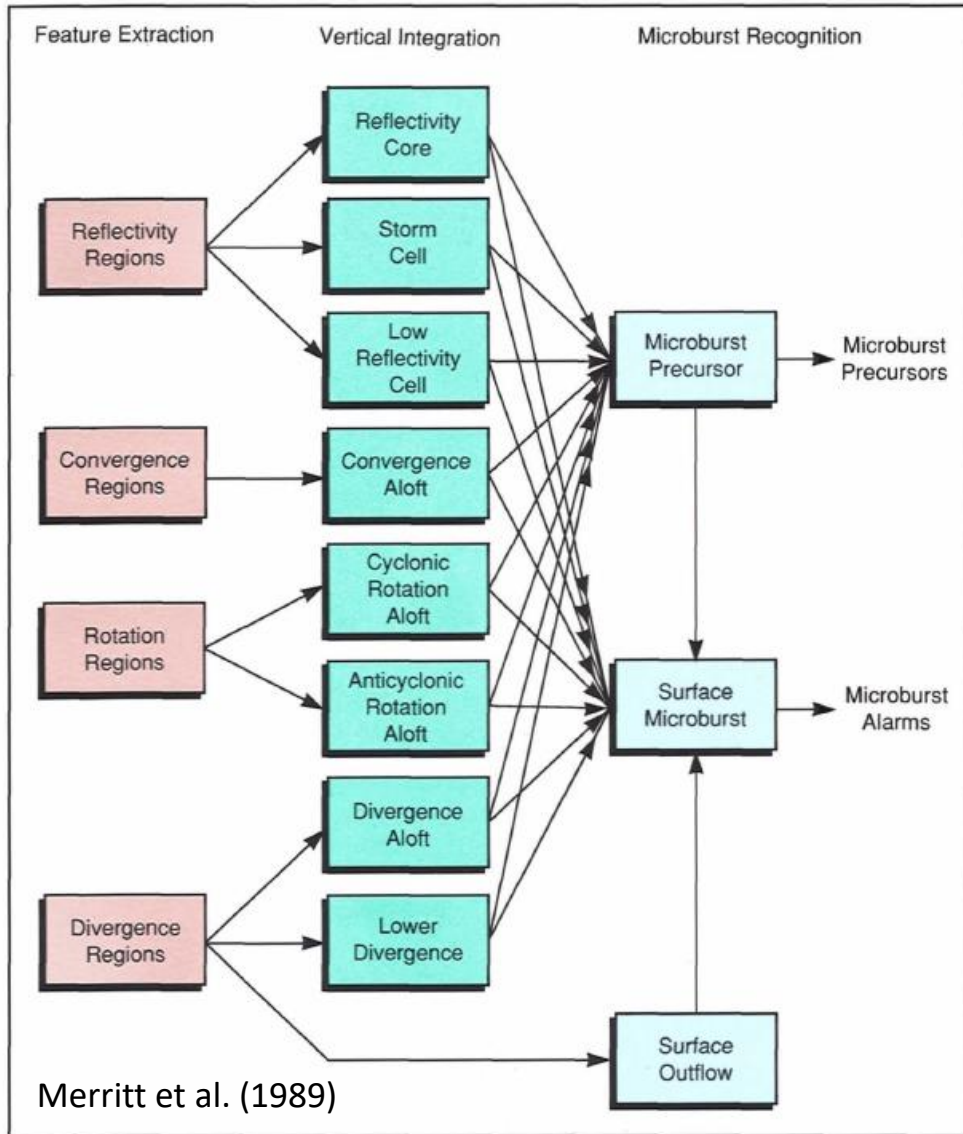 Feature Extraction
Vertical Integration
Microburst Recognition
Reflectivity
Regions
Convergence
Regions
Rotation
Regions
Divergence
Regions
Reflectivity
Core
Storm
Cell
Low
Reflectivity
Cell
Convergence
Aloft
Cyclonic
Rotation
Aloft
Anticyclonic
Rotation
Aloft
Divergence
Aloft
Lower
Divergence
Microburst
Precursor
Surface
Microburst
Surface
Outflow
Microburst
Precursors
Microburst
Alarms
Merritt et al. (1989)